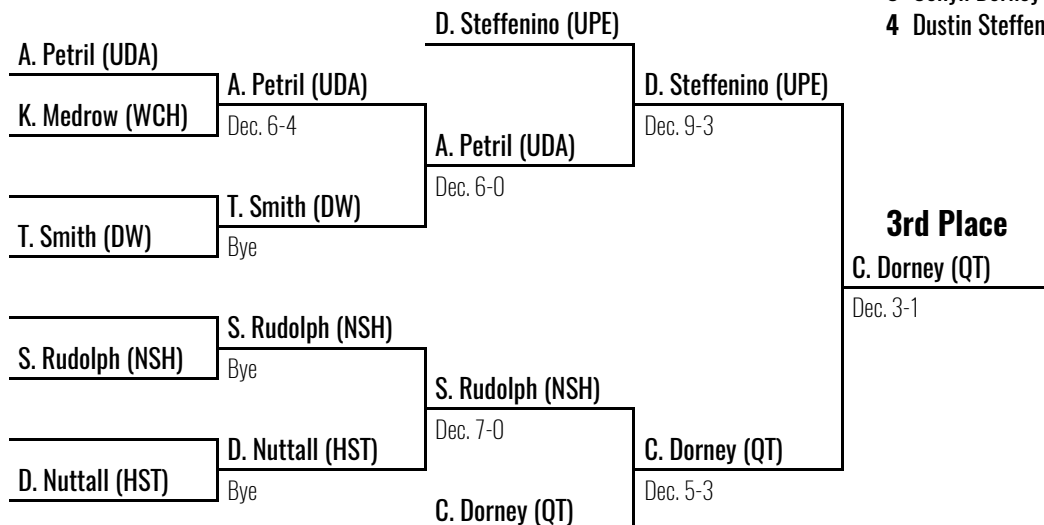 4 Dustin
D. Steffenino (UPE)
A. Petril (UDA)
A. Petril (UDA)
D. Steffenino (UPE)
K. Medrow (WCH)
Dec. 6-4
Dec. 9-3
A. Petril (UDA)
Dec. 6-0
T. Smith (DW)
T. Smith (DW)
Bye
3rd Place
C. Dorney (QT)
Dec. 3-1
S. Rudolph (NSH)
S. Rudolph (NSH)
Bye
S. Rudolph (NSH)
Dec. 7-0
D. Nuttall (HST)
C. Dorney (QT)
D. Nuttall (HST)
Bye
Dec. 5-3
C. Dorney (QT)